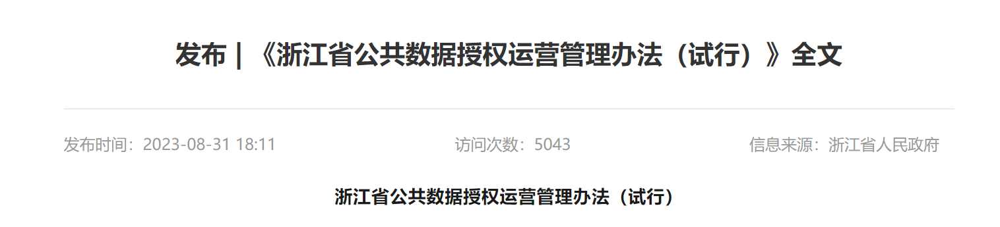 发布 | 《浙江省公共数据授权运营管理办法（试行）》全文
发布时间：2023-08-31 18:11 访问次数：5043 信息来源：浙江省人民政府
浙江省公共数据授权运营管理办法（试行）